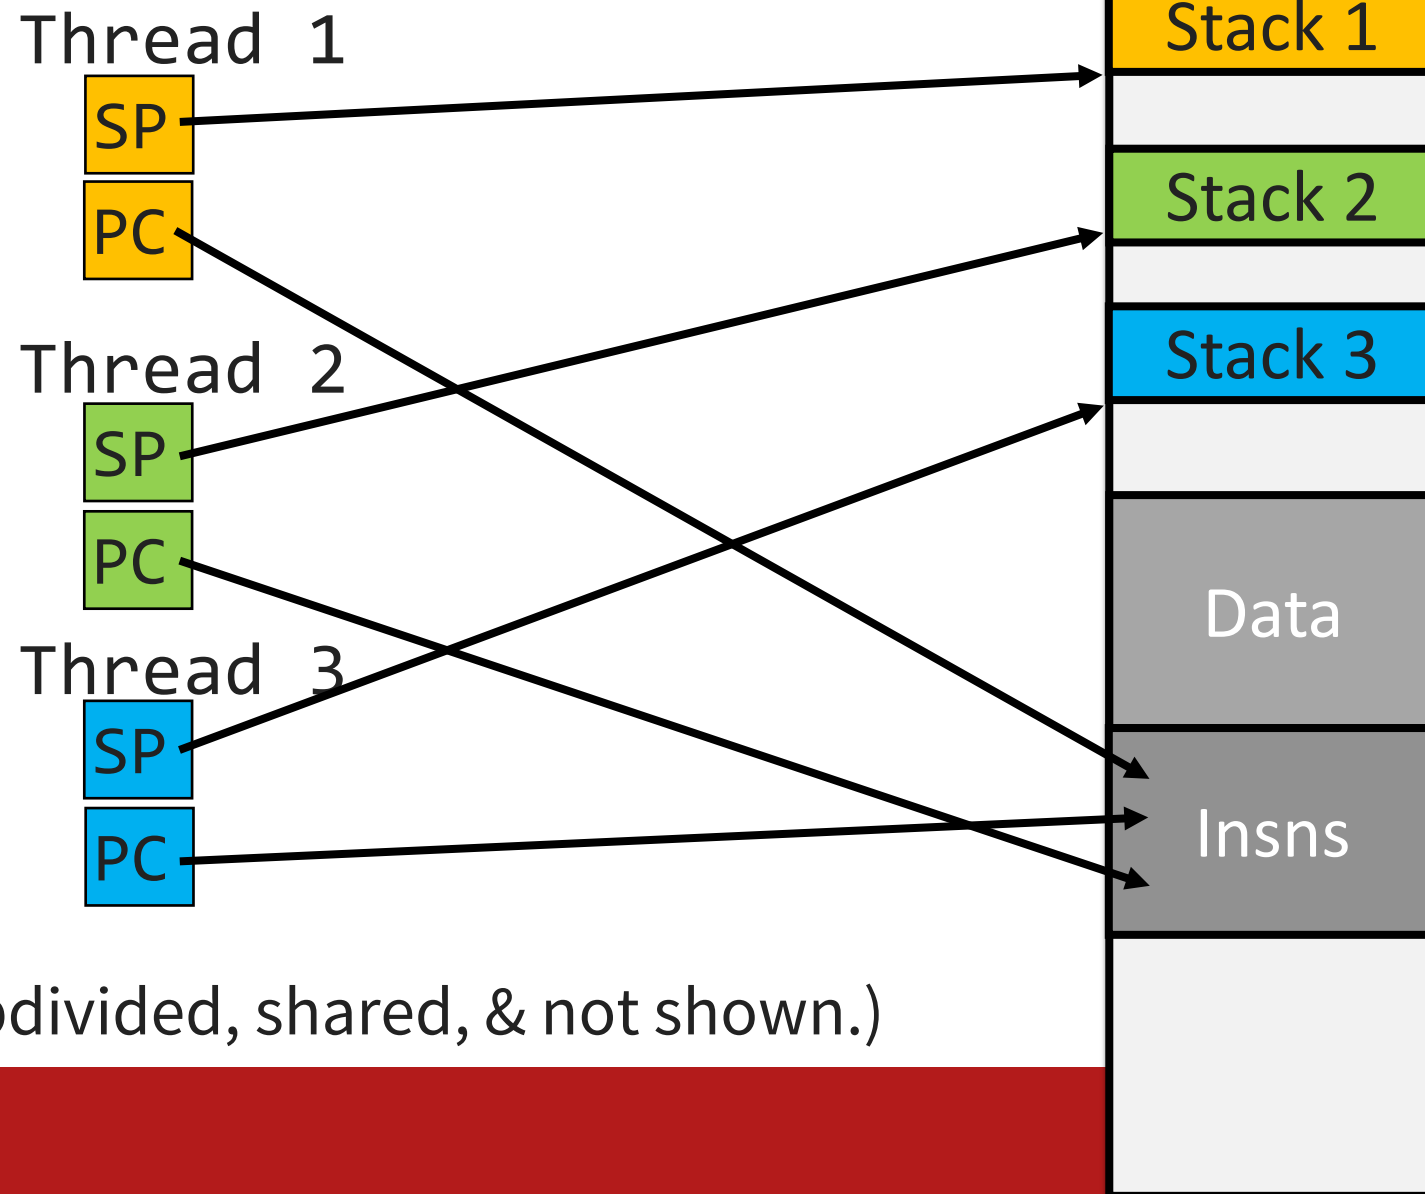 Thread 1
SP
PC
Thread 2
SP
PC
Thread 3
SP
PC
Stack 1
Stack 2
Stack 3
Data
Insns
divided, shared, & not shown.)